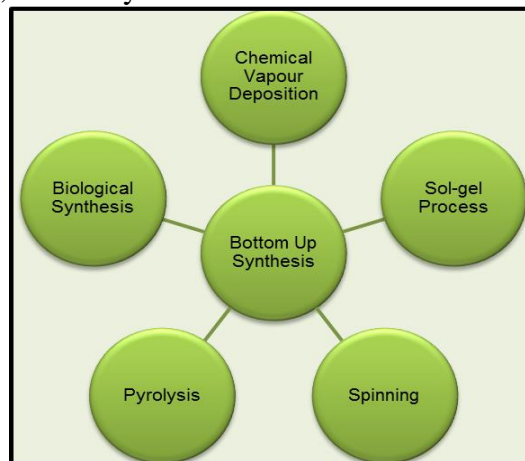 Chemical
Vapour
Deposition
Biological
Synthesis
Sol-gel
Process
Bottom Up
Synthesis
Pyrolysis
Spinning